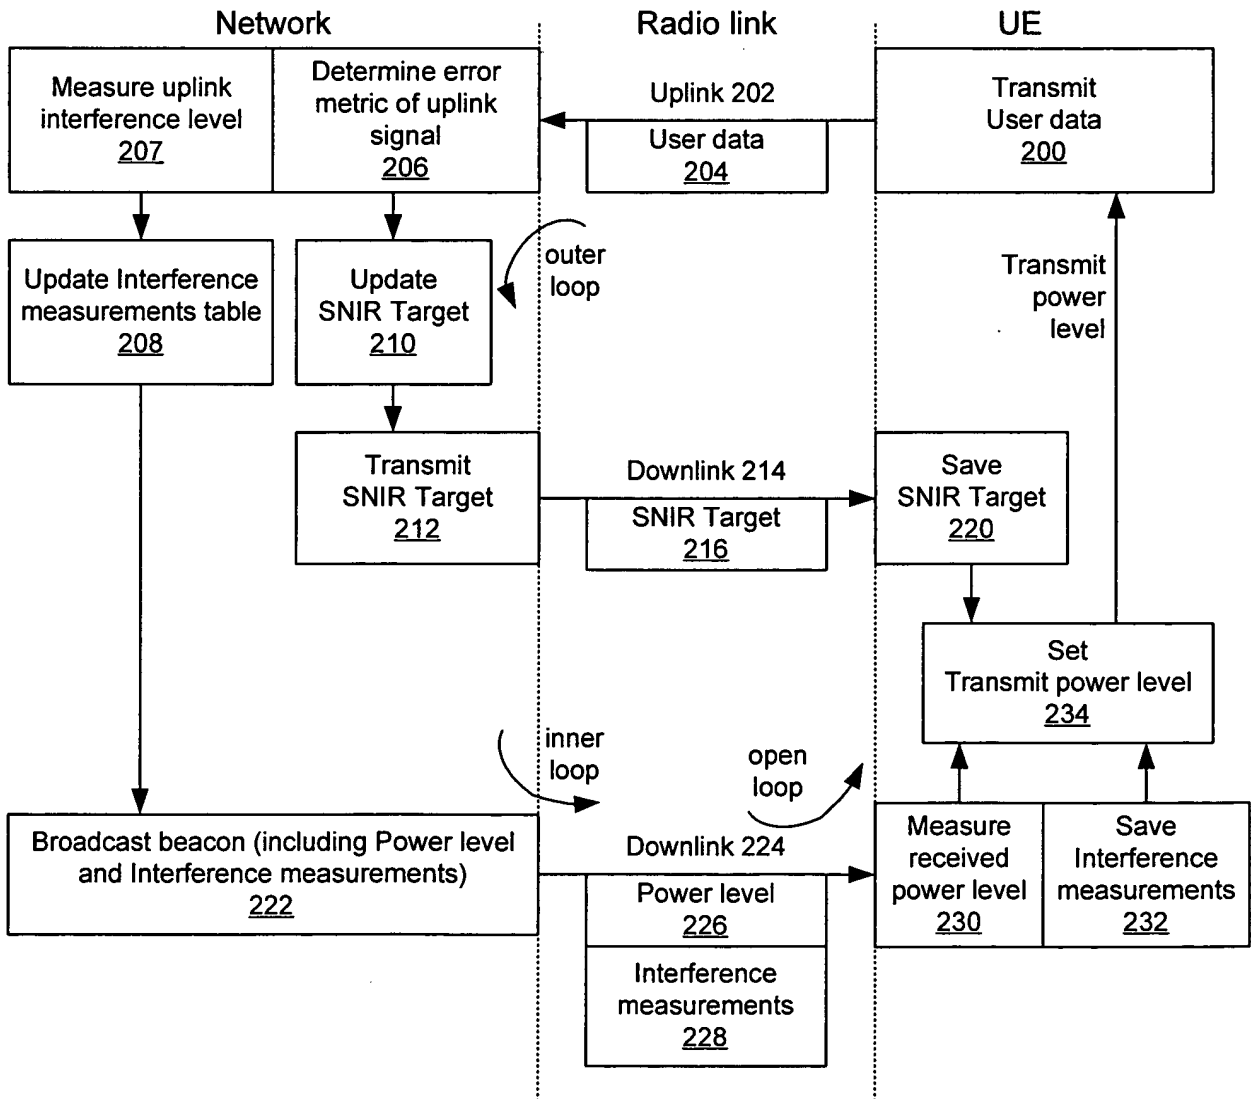 Network
Radio link
UE
Measure uplink
interference level
207
Determine error
metric of uplink
signal
206
Uplink 202
User data
204
Transmit
User data
200
Update Interference
measurements table
208
Update
SNIR Target
210
outer
loop
Transmit
power
level
Transmit
SNIR Target
212
Downlink 214
SNIR Target
216
Save
SNIR Target
220
Set
Transmit power level
234
inner
loop
open
loop
Broadcast beacon (including Power level
and Interference measurements)
222
Downlink 224
Power level
226
Interference
measurements
228
Measure
received
power level
230
Save
Interference
measurements
232